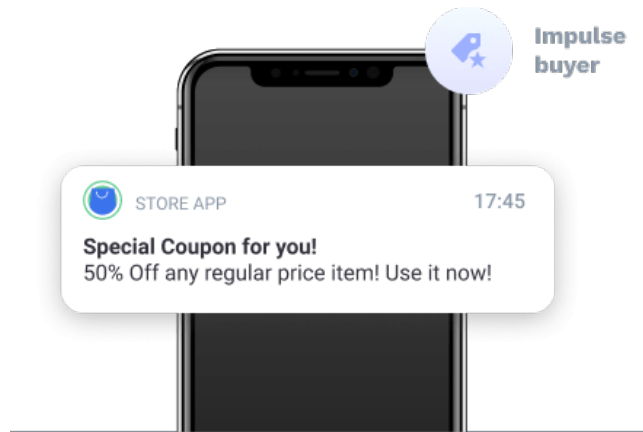 Impulse
buyer
STORE APP 17:45
Special Coupon for you!
50% Off any regular price item! Use it now!